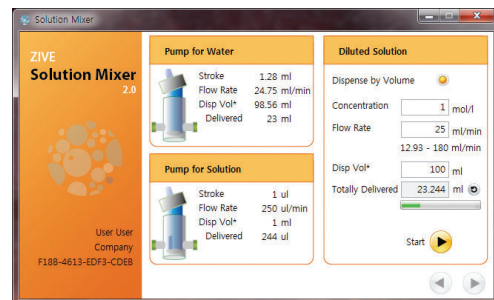 Solution Mixer
ZIVE
Solution Mixer
2.0
User User
Company
F18B-4613-EDF3-CDEB
Pump for Water
Stroke 1.28 ml
Flow Rate 24.75 ml/min
Disp Vol* 98.56 ml
Delivered 23 ml
Pump for Solution
Stroke 1 ul
Flow Rate 250 ul/min
Disp Vol* 1 ml
Delivered 244 ul
Diluted Solution
Dispense by Volume
Concentration 1 mol/l
Flow Rate 25 ml/min
12.93 - 180 ml/min
Disp Vol* 100 ml
Totally Delivered 23.244 ml
Start